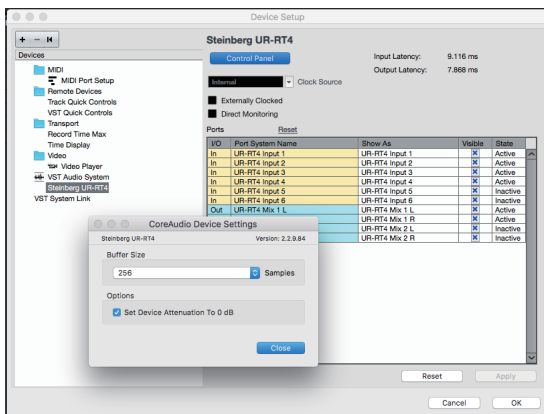 Device Setup
+ −
Devices
MIDI
MIDI Port Setup
Remote Devices
Track Quick Controls
VST Quick Controls
Transport
Record Time Max
Time Display
Video
Video Player
VST Audio System
Steinberg UR-RT4
VST System Link
Steinberg UR-RT4
Control Panel
Input Latency: 9.116 ms
Output Latency: 7.868 ms
Internal Clock Source
Externally Clocked
Direct Monitoring
Ports Reset
I/O Port System Name Show As Visible State
In UR-RT4 Input 1 UR-RT4 Input 1 Active
In UR-RT4 Input 2 UR-RT4 Input 2 Active
In UR-RT4 Input 3 UR-RT4 Input 3 Active
In UR-RT4 Input 4 UR-RT4 Input 4 Active
In UR-RT4 Input 5 UR-RT4 Input 5 Inactive
In UR-RT4 Input 6 UR-RT4 Input 6 Inactive
Out UR-RT4 Mix 1 L UR-RT4 Mix 1 L Active
UR-RT4 Mix 1 R Active
UR-RT4 Mix 2 L Inactive
UR-RT4 Mix 2 R Inactive
CoreAudio Device Settings
Steinberg UR-RT4 Version: 2.2.9.84
Buffer Size
256 Samples
Options
Set Device Attenuation To 0 dB
Close
Reset Apply
Cancel OK